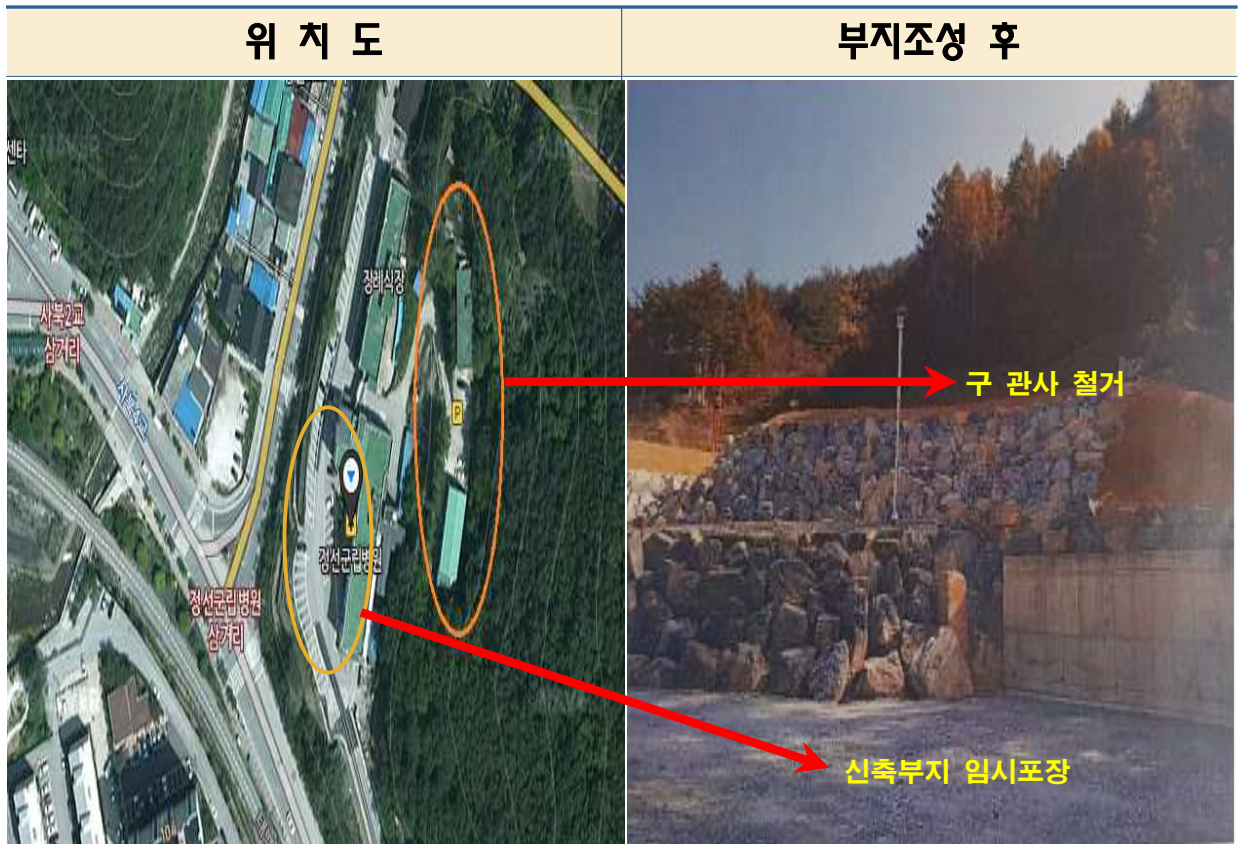 위 치 도
부지조성 후
센타
장례식장
사북2교
삼거리
구 관사 철거
P
정선군립병원
정선군립병원
삼거리
신축부지 임시포장